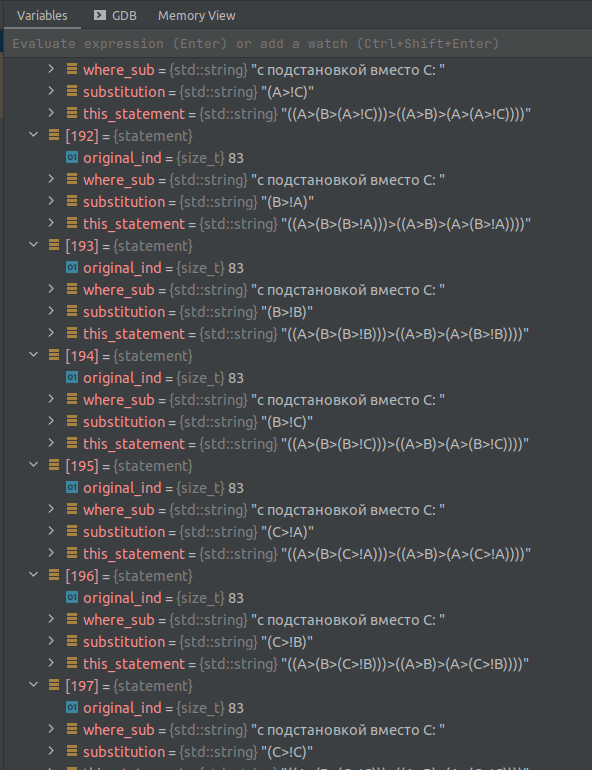 Variables GDB Memory View
Evaluate expression (Enter) or add a watch (Ctrl+Shift+Enter)
where_sub = {std::string} "с подстановкой вместо C: "
substitution = {std::string} "(A>!C)"
this_statement = {std::string} "((A>(B>(A>!C)))>((A>B)>(A>(A>!C))))"
[192] = {statement}
original_ind = {size_t} 83
where_sub = {std::string} "с подстановкой вместо C: "
substitution = {std::string} "(B>!A)"
this_statement = {std::string} "((A>(B>(B>!A)))>((A>B)>(A>(B>!A))))"
[193] = {statement}
original_ind = {size_t} 83
where_sub = {std::string} "с подстановкой вместо C: "
substitution = {std::string} "(B>!B)"
this_statement = {std::string} "((A>(B>(B>!B)))>((A>B)>(A>(B>!B))))"
[194] = {statement}
original_ind = {size_t} 83
where_sub = {std::string} "с подстановкой вместо C: "
substitution = {std::string} "(B>!C)"
this_statement = {std::string} "((A>(B>(B>!C)))>((A>B)>(A>(B>!C))))"
[195] = {statement}
original_ind = {size_t} 83
where_sub = {std::string} "с подстановкой вместо C: "
substitution = {std::string} "(C>!A)"
this_statement = {std::string} "((A>(B>(C>!A)))>((A>B)>(A>(C>!A))))"
[196] = {statement}
original_ind = {size_t} 83
where_sub = {std::string} "с подстановкой вместо C: "
substitution = {std::string} "(C>!B)"
this_statement = {std::string} "((A>(B>(C>!B)))>((A>B)>(A>(C>!B))))"
[197] = {statement}
original_ind = {size_t} 83
where_sub = {std::string} "с подстановкой вместо C: "
substitution = {std::string} "(C>!C)"